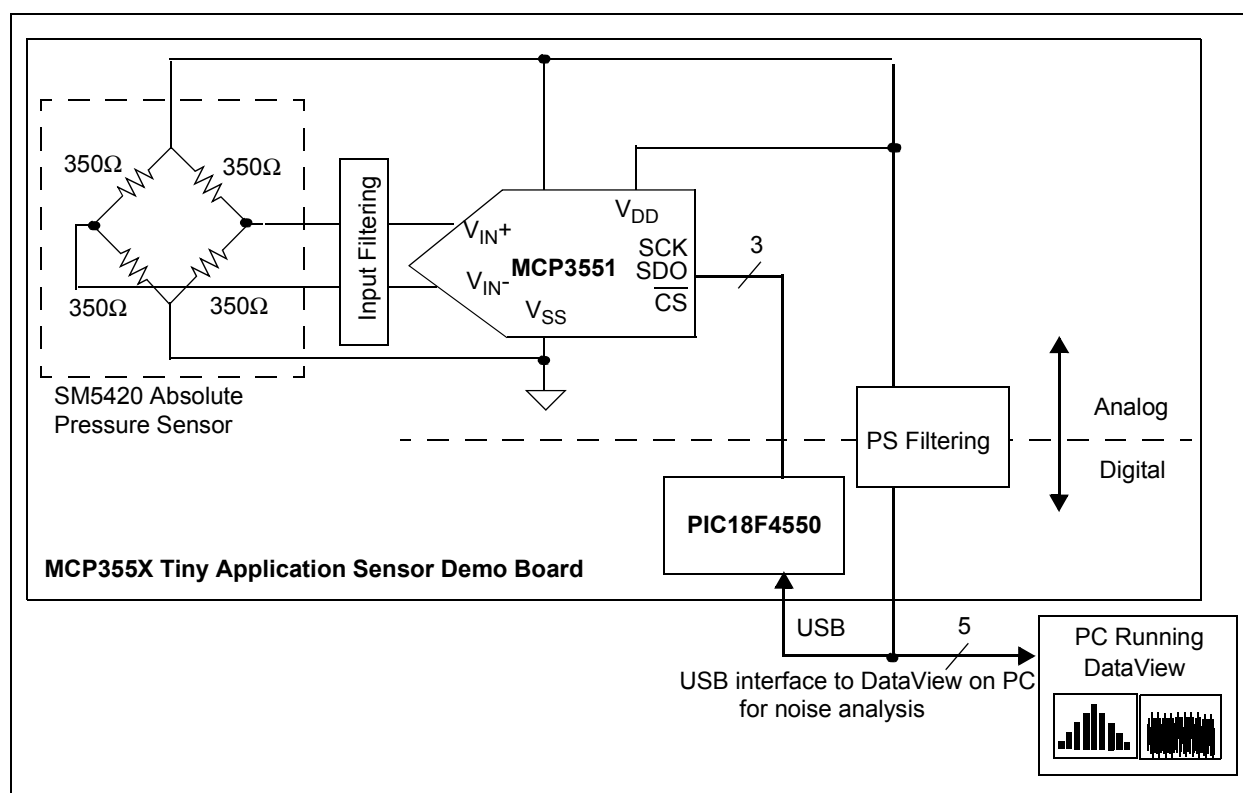 350Ω
350Ω
350Ω
350Ω
SM5420 Absolute
Pressure Sensor
Input Filtering
VIN+
VIN-
VDD
MCP3551
SCK
SDO
CS
VSS
3
PS Filtering
Analog
Digital
PIC18F4550
MCP355X Tiny Application Sensor Demo Board
USB
5
USB interface to DataView on PC
for noise analysis
PC Running
DataView